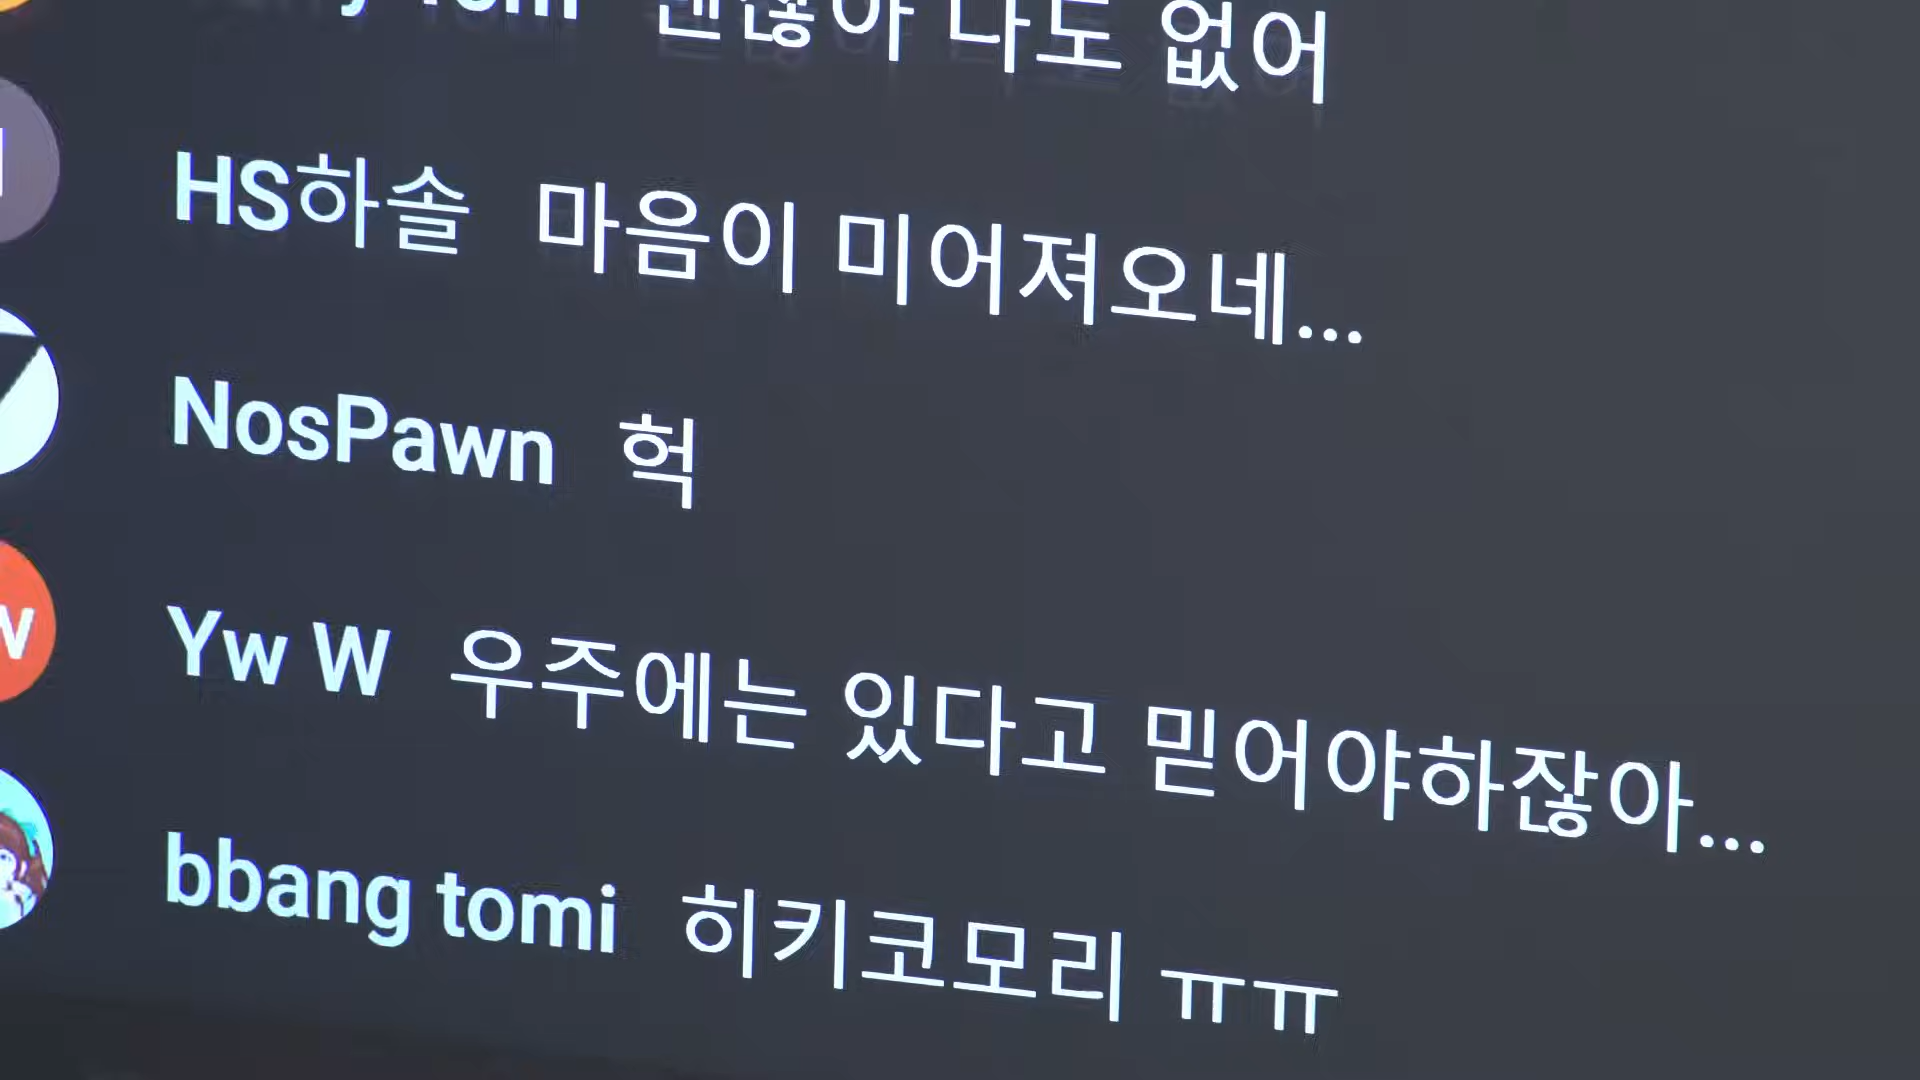 괜찮아 나도 없어
HS하솔 마음이 미어져오네...
NosPawn 헉
Yw W 우주에는 있다고 믿어야하잖아...
bbang tomi 히키코모리 ㅠㅠ